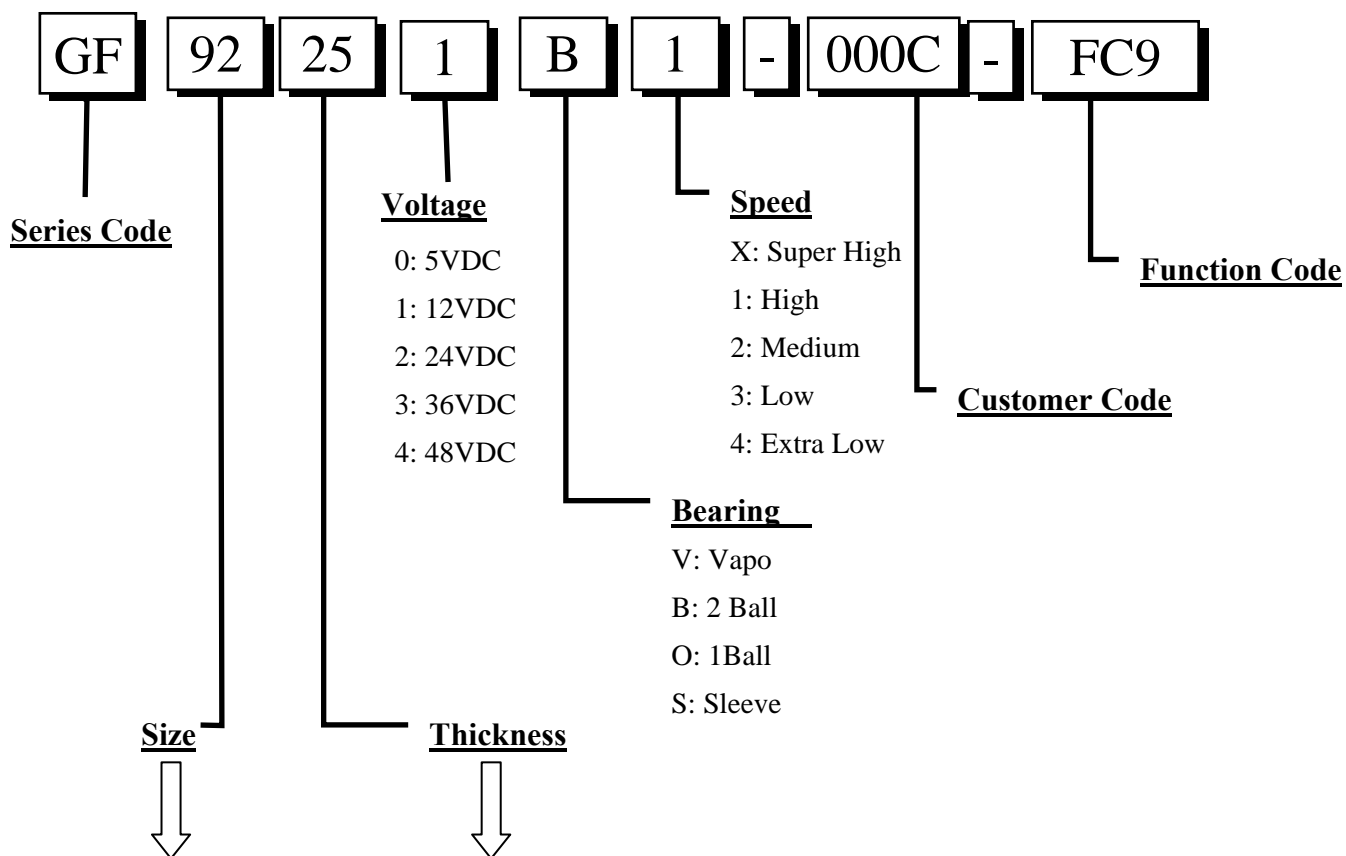 GF 92 25 1 B 1 - 000C - FC9
Series Code
Voltage
0: 5VDC
1: 12VDC
2: 24VDC
3: 36VDC
4: 48VDC
Speed
X: Super High
1: High
2: Medium
3: Low
4: Extra Low
Function Code
Customer Code
Bearing
V: Vapo
B: 2 Ball
O: 1Ball
S: Sleeve
Size
Thickness